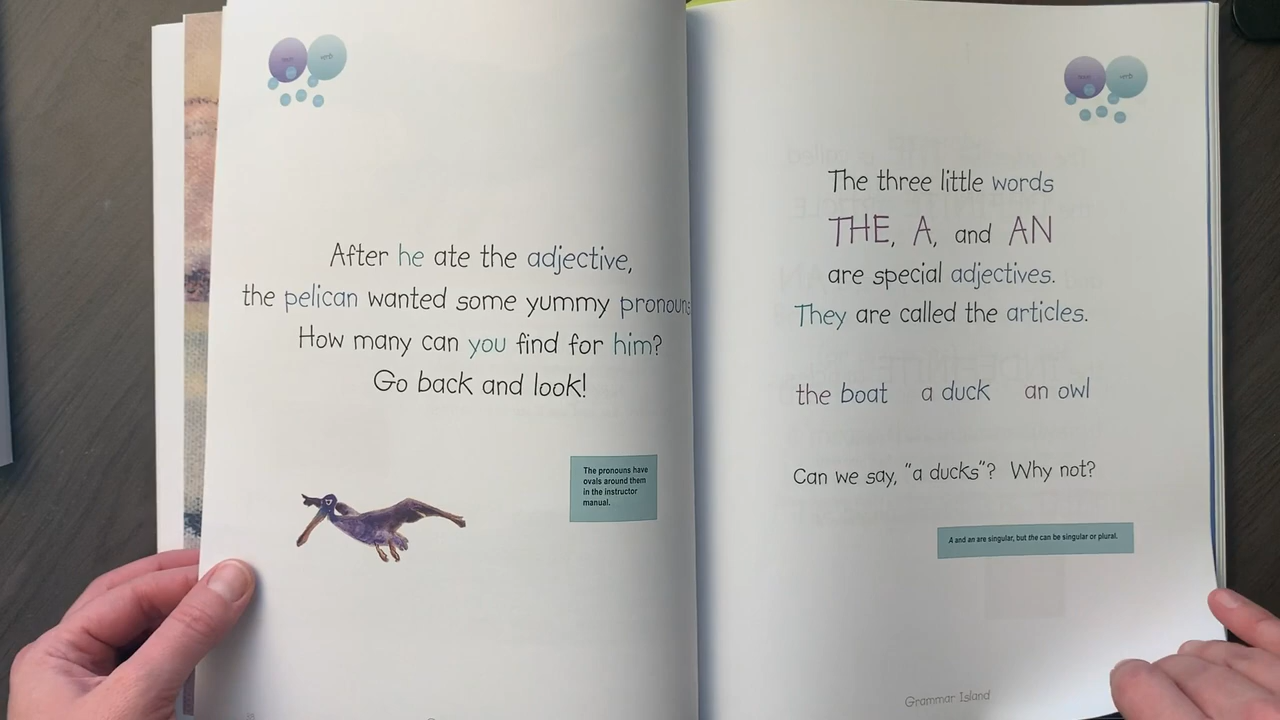 noun verb
After he ate the adjective,
the pelican wanted some yummy pronouns
How many can you find for him?
Go back and look!
The pronouns have
ovals around them
in the instructor
manual.
noun verb
The three little words
THE, A, and AN
are special adjectives.
They are called the articles.
the boat a duck an owl
Can we say, "a ducks"? Why not?
A and an are singular, but the can be singular or plural.
Grammar Island